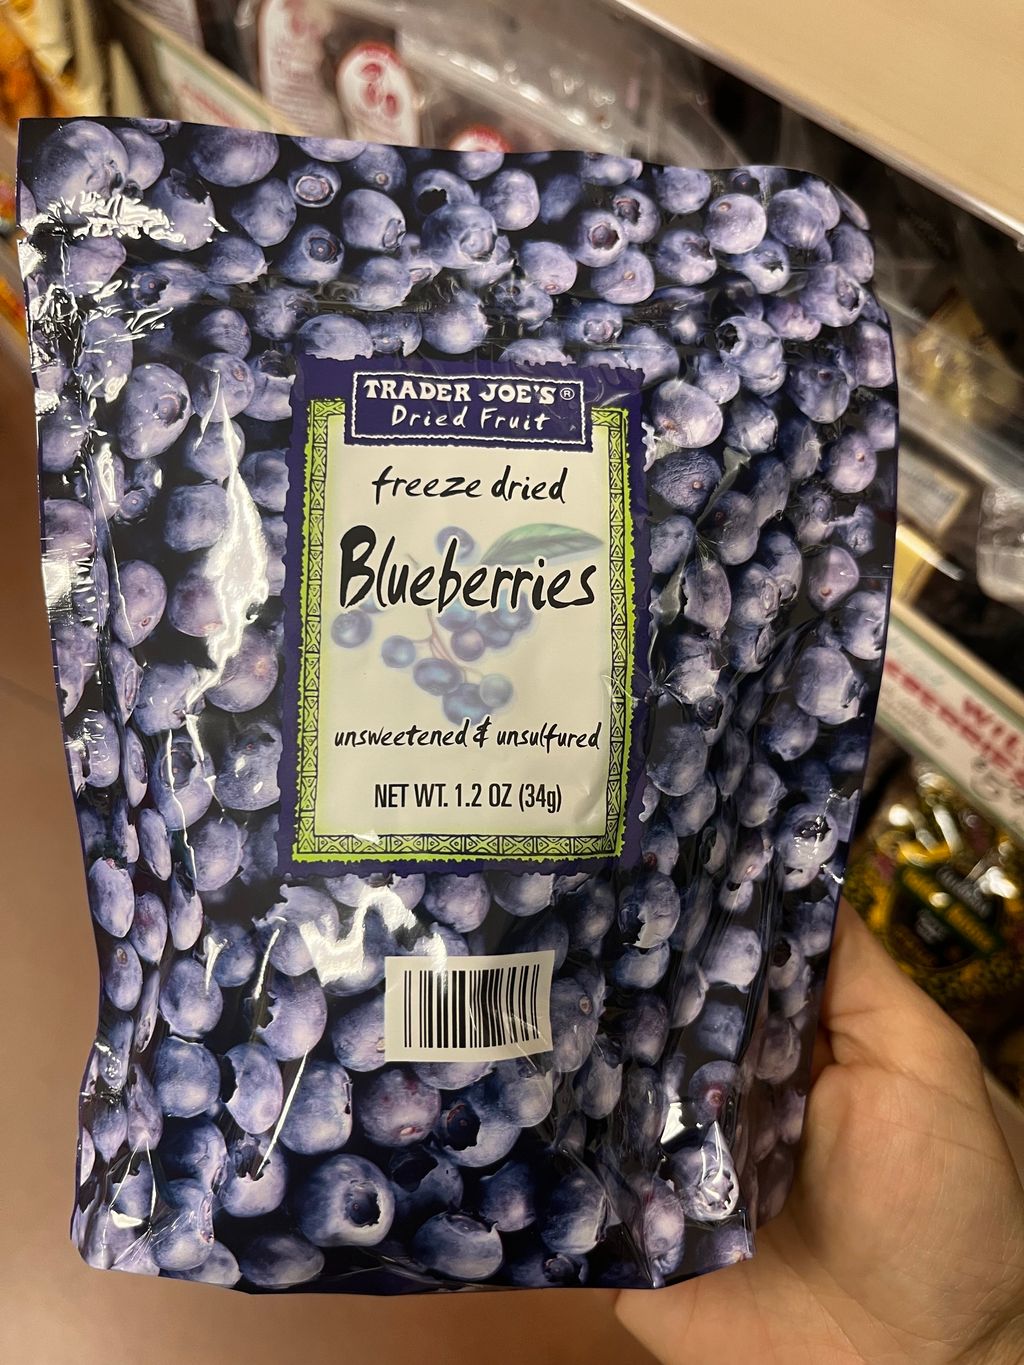 TRADER JOE'S®
Dried Fruit
freeze dried
Blueberries
unsweetened & unsulfured
NET WT. 1.2 OZ (34g)